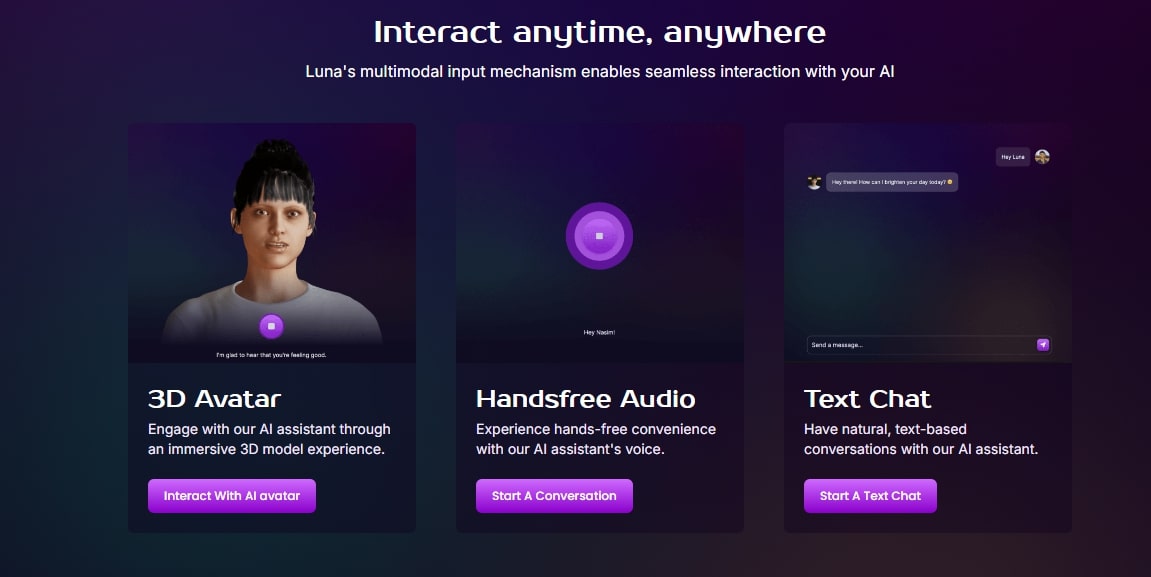 Interact anytime, anywhere
Luna's multimodal input mechanism enables seamless interaction with your AI
I'm glad to hear that you're feeling good.
3D Avatar
Engage with our AI assistant through
an immersive 3D model experience.
Interact With AI avatar
Hey Nasim!
Handsfree Audio
Experience hands-free convenience
with our AI assistant's voice.
Start A Conversation
Hey Luna
Hey there! How can I brighten your day today? 😊
Send a message...
Text Chat
Have natural, text-based
conversations with our AI assistant.
Start A Text Chat